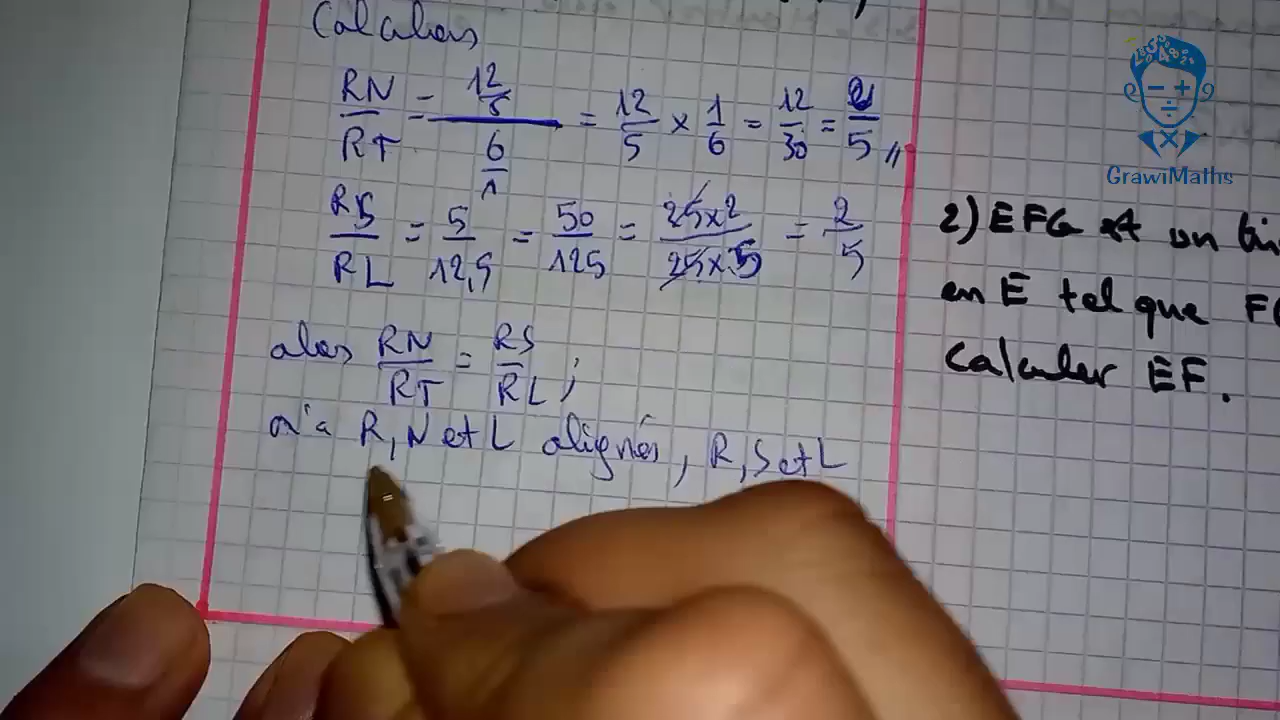 Calculons
RN/RT = (12/5)/(6/1) = 12/5 × 1/6 = 12/30 = 2/5 //
RS/RL = 5/12,5 = 50/125 = 25×2/25×5 = 2/5
alors RN/RT = RS/RL ;
on a R, N et L alignés, R, S et L
2) EFG est un
en E tel que
Calculer EF.
GrawiMaths